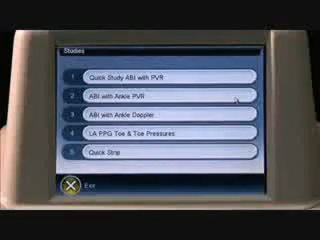 Studies
1 Quick Study ABI with PVR
2 ABI with Ankle PVR
3 ABI with Ankle Doppler
4 LA PPG Toe & Toe Pressures
5 Quick Strip
Exit